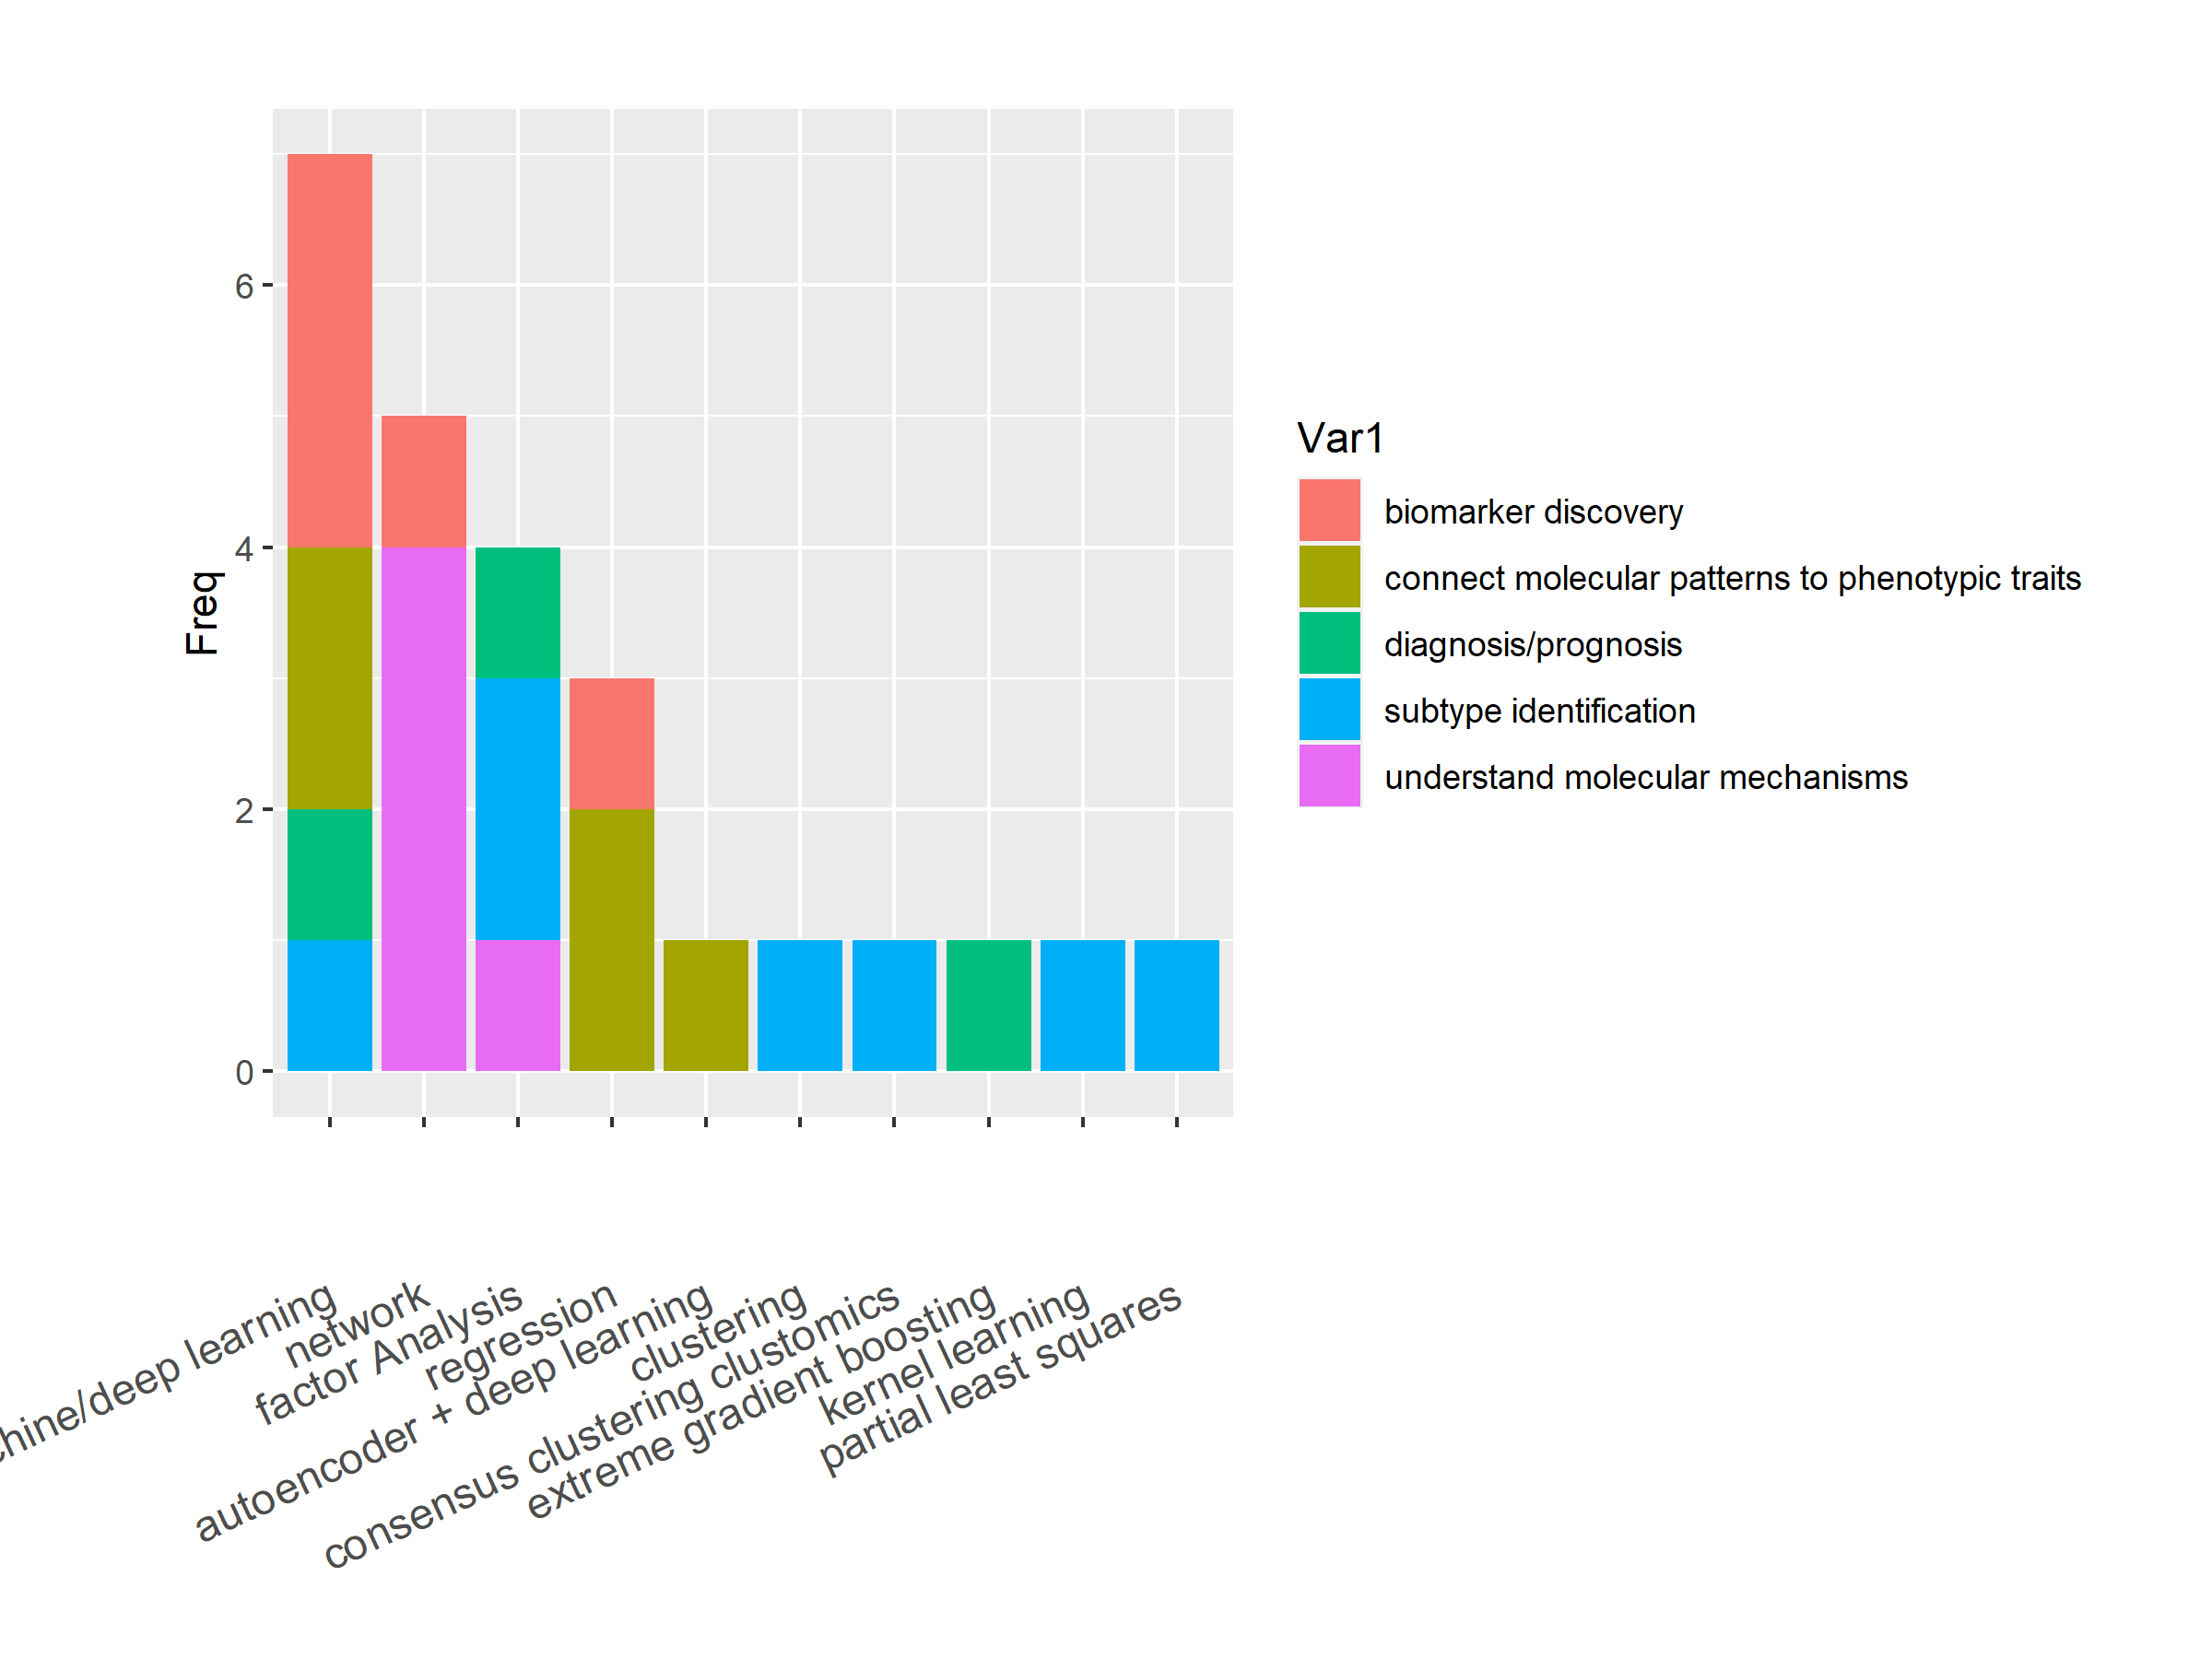 6
4
2
0
Freq
hine/deep learning
network
factor Analysis
regression
autoencoder + deep learning
clustering
consensus clustering clustomics
extreme gradient boosting
kernel learning
partial least squares
Var1
biomarker discovery
connect molecular patterns to phenotypic traits
diagnosis/prognosis
subtype identification
understand molecular mechanisms